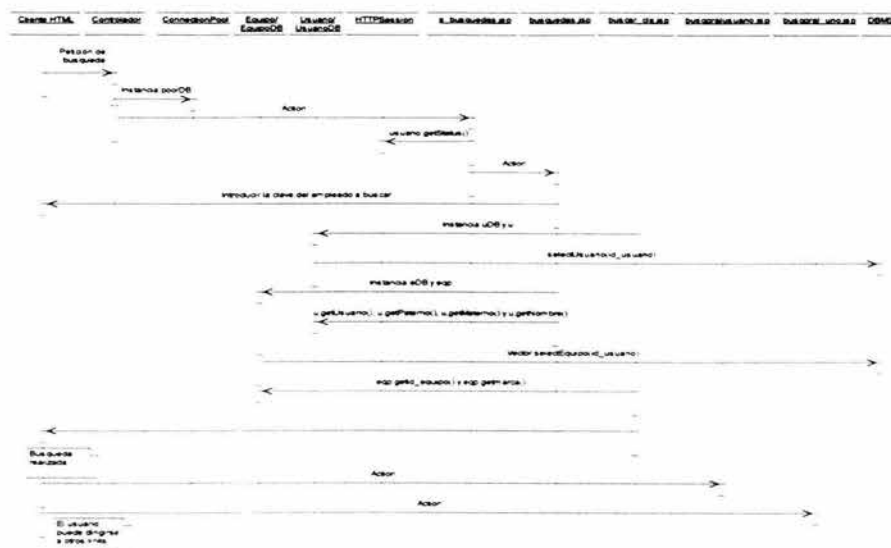 Cliente HTML
Controlador
ConnectionPool
Equipo/
EquipoDB
Usuario/
UsuarioDB
HTTPSession
s_busquedas.jsp
busquedas.jsp
buscar_cla.jsp
busqpralusuario.jsp
busqpral_uno.jsp
DBMS
Peticion de
busqueda
Instancia poolDB
Action
usuario.getStatus()
Action
Introducir la clave del empleado a buscar
Instancia uDB y u
selectUsuario(id_usuario)
Instancia eDB y eqp
u.getUsuario(), u.getPaterno(), u.getMaterno() y u.getNombre()
Vector selectEquipo(id_usuario)
eqp.getId_equipo() y eqp.getMarca()
Busqueda
realizada
Action
Action
El usuario
puede dirigirse
a otros links